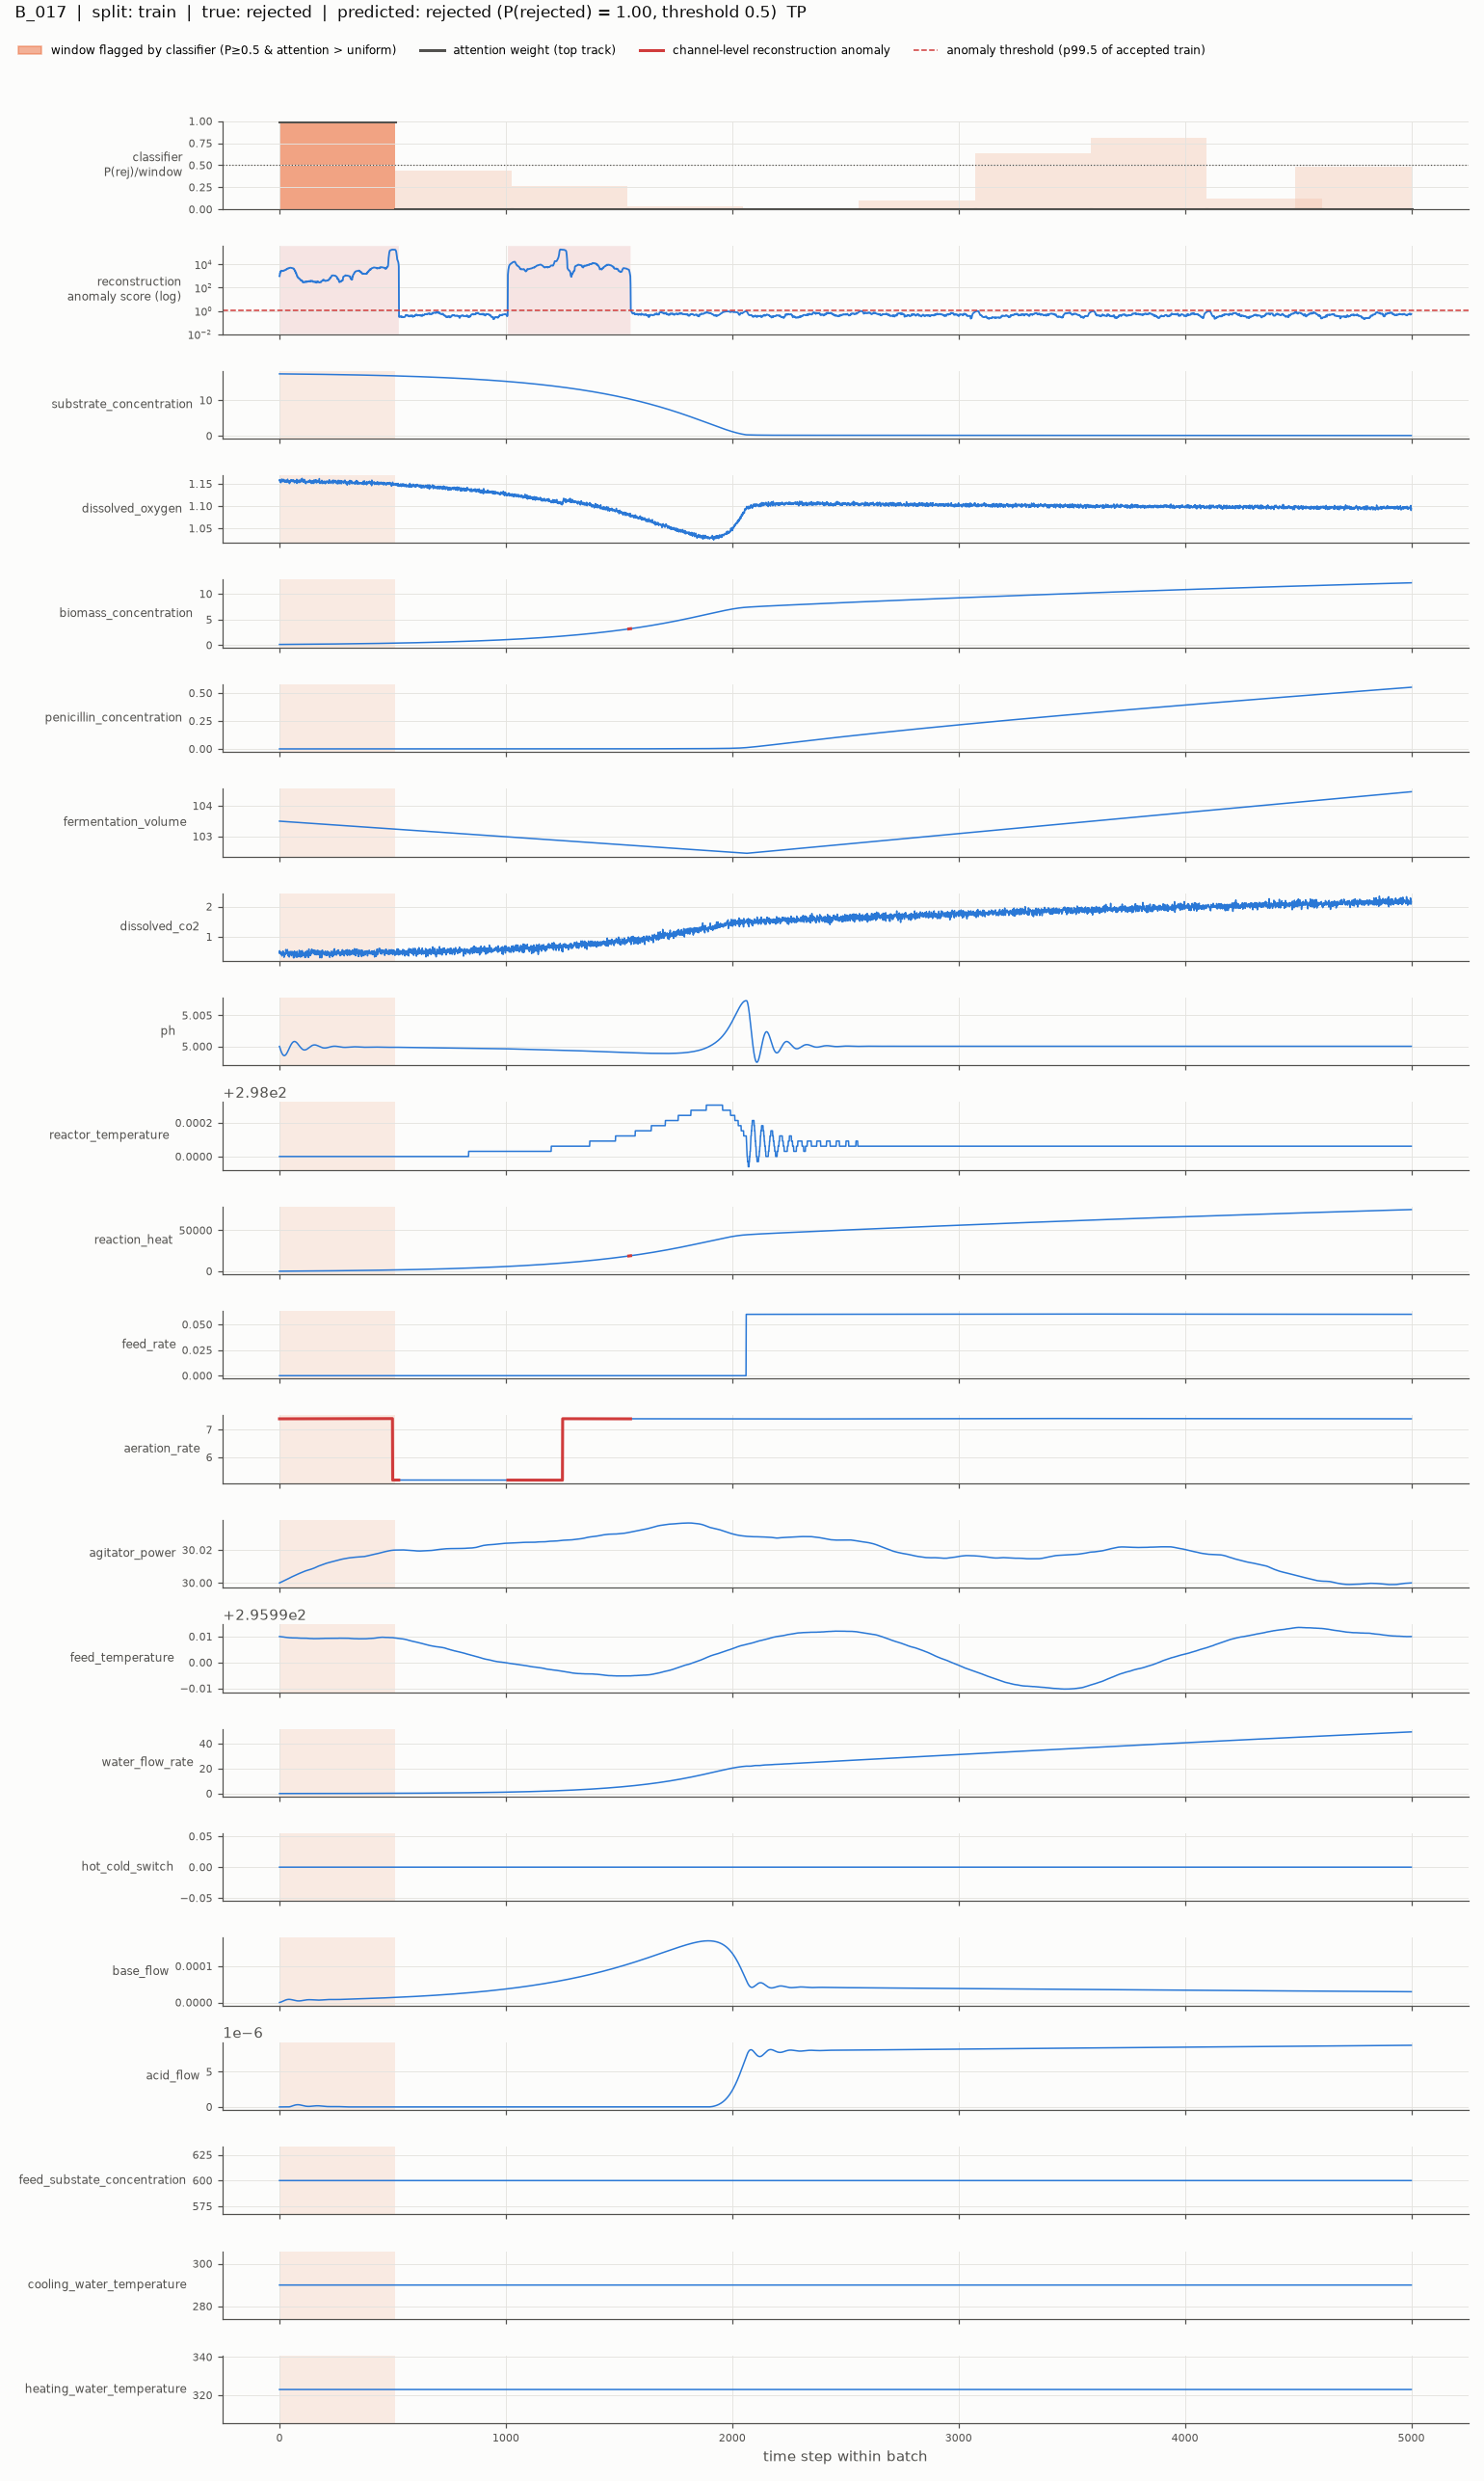 B_017 | split: train | true: rejected | predicted: rejected (P(rejected) = 1.00, threshold 0.5) TP
window flagged by classifier (P≥0.5 & attention > uniform) attention weight (top track) channel-level reconstruction anomaly anomaly threshold (p99.5 of accepted train)
classifier
P(rej)/window
1.00
0.75
0.50
0.25
0.00
reconstruction
anomaly score (log)
10⁴
10²
10⁰
10⁻²
substrate_concentration
10
0
dissolved_oxygen
1.15
1.10
1.05
biomass_concentration
10
5
0
penicillin_concentration
0.50
0.25
0.00
fermentation_volume
104
103
dissolved_co2
2
1
ph
5.005
5.000
+2.98e2
reactor_temperature
0.0002
0.0000
reaction_heat
50000
0
feed_rate
0.050
0.025
0.000
aeration_rate
7
6
agitator_power
30.02
30.00
+2.9599e2
feed_temperature
0.01
0.00
−0.01
water_flow_rate
40
20
0
hot_cold_switch
0.05
0.00
−0.05
base_flow
0.0001
0.0000
1e−6
acid_flow
5
0
feed_substate_concentration
625
600
575
cooling_water_temperature
300
280
heating_water_temperature
340
320
0 1000 2000 3000 4000 5000
time step within batch